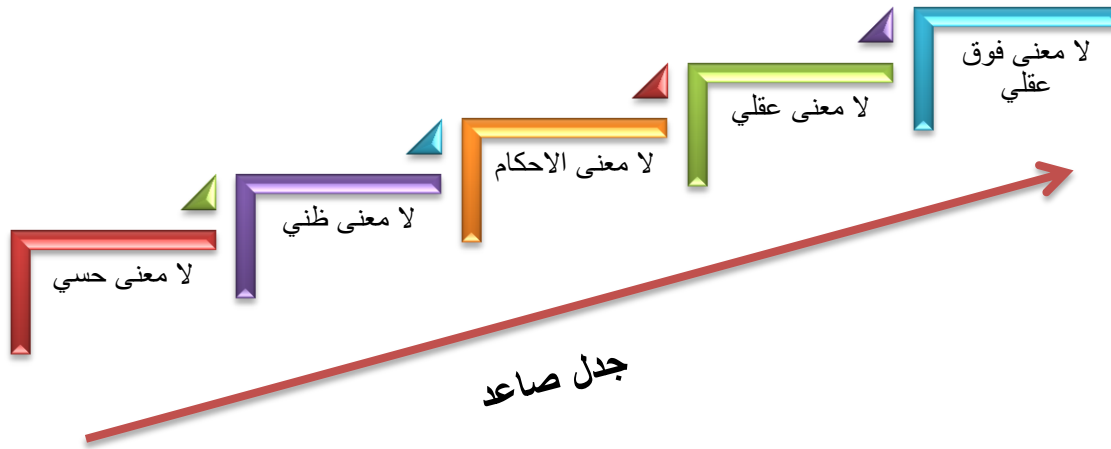 لا معنى فوق
عقلي
لا معنى عقلي
لا معنى الاحكام
لا معنى ظني
لا معنى حسي
جدل صاعد